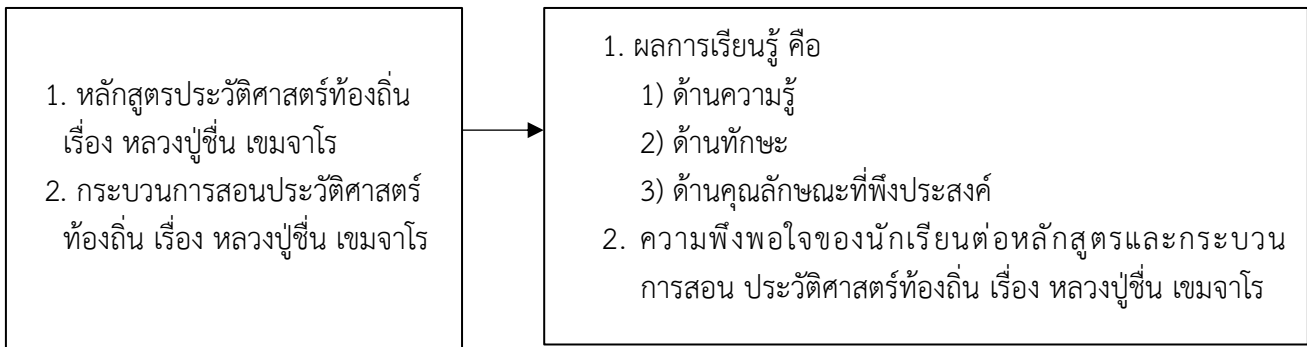 1. หลักสูตรประวัติศาสตร์ท้องถิ่น
เรื่อง หลวงปู่ชื่น เขมจาโร
2. กระบวนการสอนประวัติศาสตร์
ท้องถิ่น เรื่อง หลวงปู่ชื่น เขมจาโร
1. ผลการเรียนรู้ คือ
1) ด้านความรู้
2) ด้านทักษะ
3) ด้านคุณลักษณะที่พึงประสงค์
2. ความพึงพอใจของนักเรียนต่อหลักสูตรและกระบวน
การสอน ประวัติศาสตร์ท้องถิ่น เรื่อง หลวงปู่ชื่น เขมจาโร